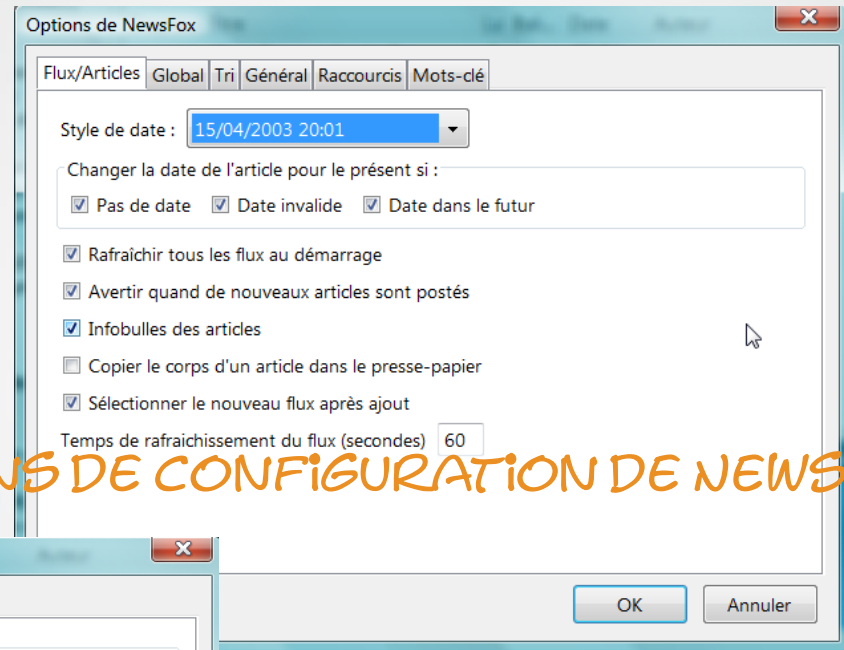 Options de NewsFox
Flux/Articles Global Tri Général Raccourcis Mots-clé
Style de date : 15/04/2003 20:01
Changer la date de l'article pour le présent si :
Pas de date Date invalide Date dans le futur
Rafraîchir tous les flux au démarrage
Avertir quand de nouveaux articles sont postés
Infobulles des articles
Copier le corps d'un article dans le presse-papier
Sélectionner le nouveau flux après ajout
Temps de rafraichissement du flux (secondes) 60
NS DE CONFIGURATION DE NEWS
OK Annuler